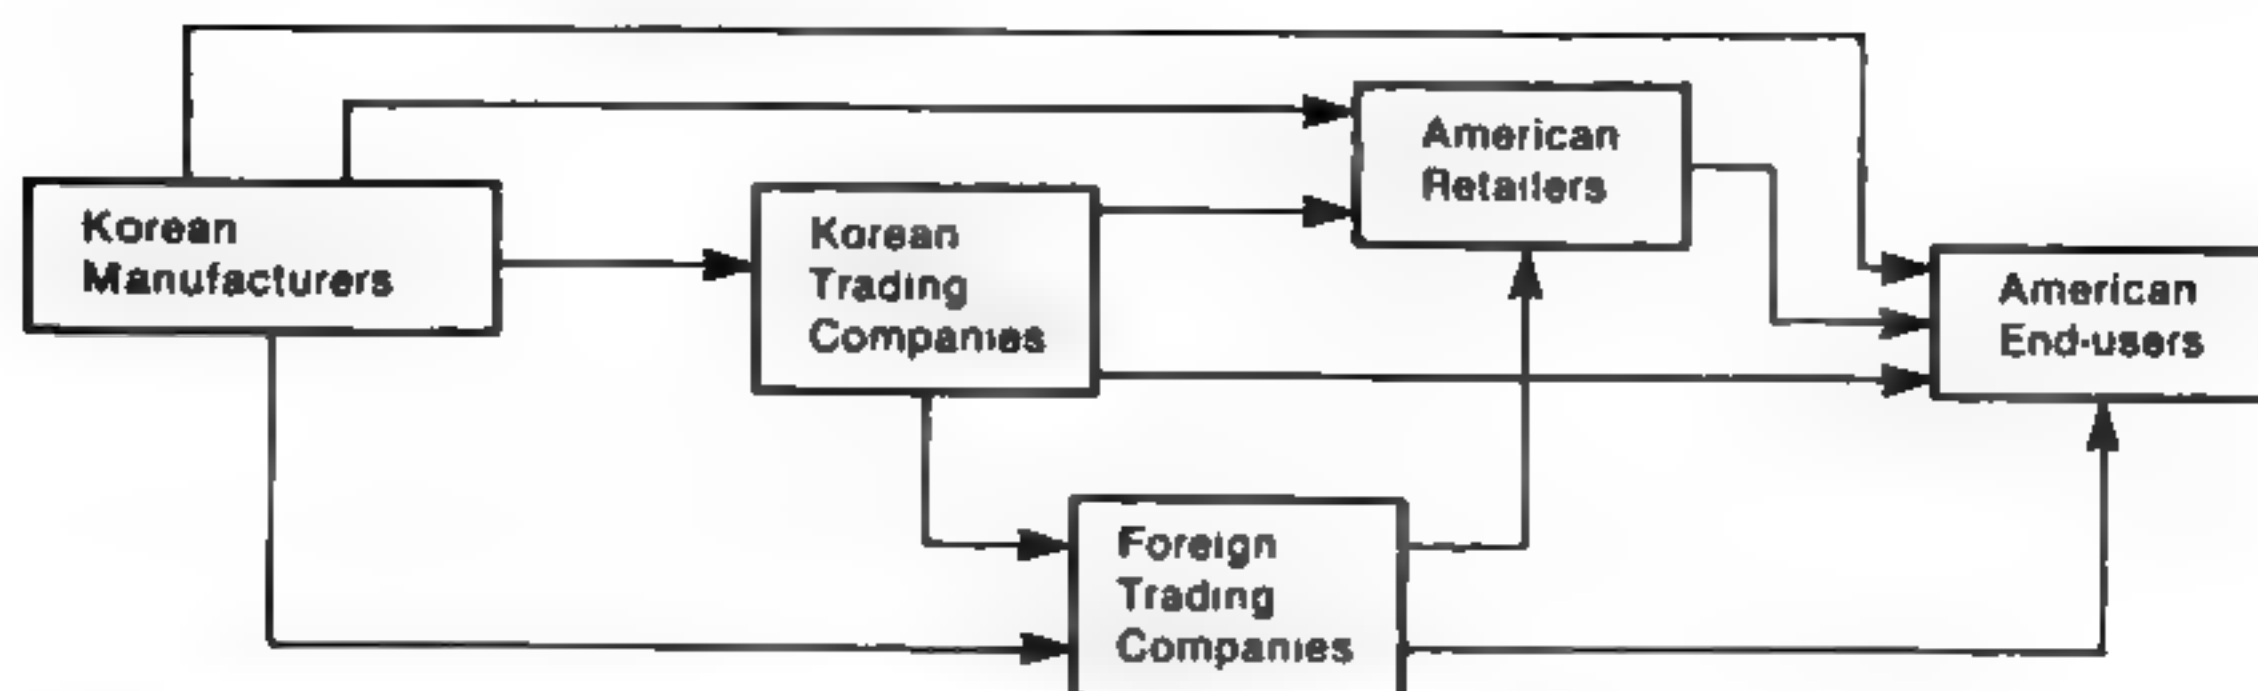 Korean
Manufacturers
Korean
Trading
Companies
American
Retailers
American
End-users
Foreign
Trading
Companies